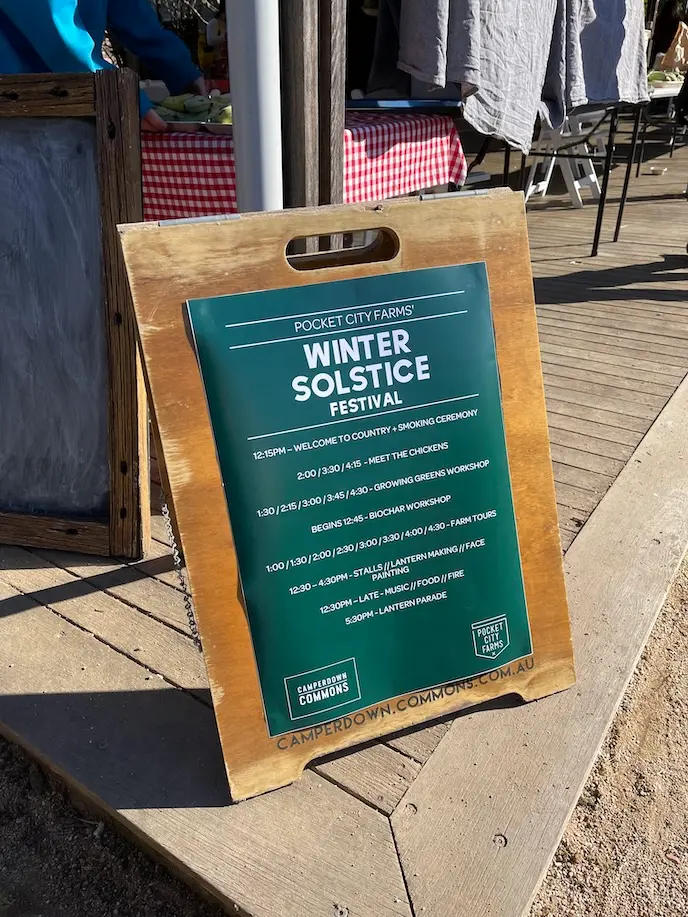 POCKET CITY FARMS'
WINTER
SOLSTICE
FESTIVAL
12:15PM – WELCOME TO COUNTRY + SMOKING CEREMONY
2:00 / 3:30 / 4:15 - MEET THE CHICKENS
1:30 / 2:15 / 3:00 / 3:45 / 4:30 - GROWING GREENS WORKSHOP
BEGINS 12:45 - BIOCHAR WORKSHOP
1:00 / 1:30 / 2:00 / 2:30 / 3:00 / 3:30 / 4:00 / 4:30 - FARM TOURS
12:30 – 4:30PM - STALLS // LANTERN MAKING // FACE
PAINTING
12:30PM – LATE - MUSIC // FOOD // FIRE
5:30PM - LANTERN PARADE
CAMPERDOWN
COMMONS
POCKET
CITY
FARMS
CAMPERDOWN.COMMONS.COM.AU